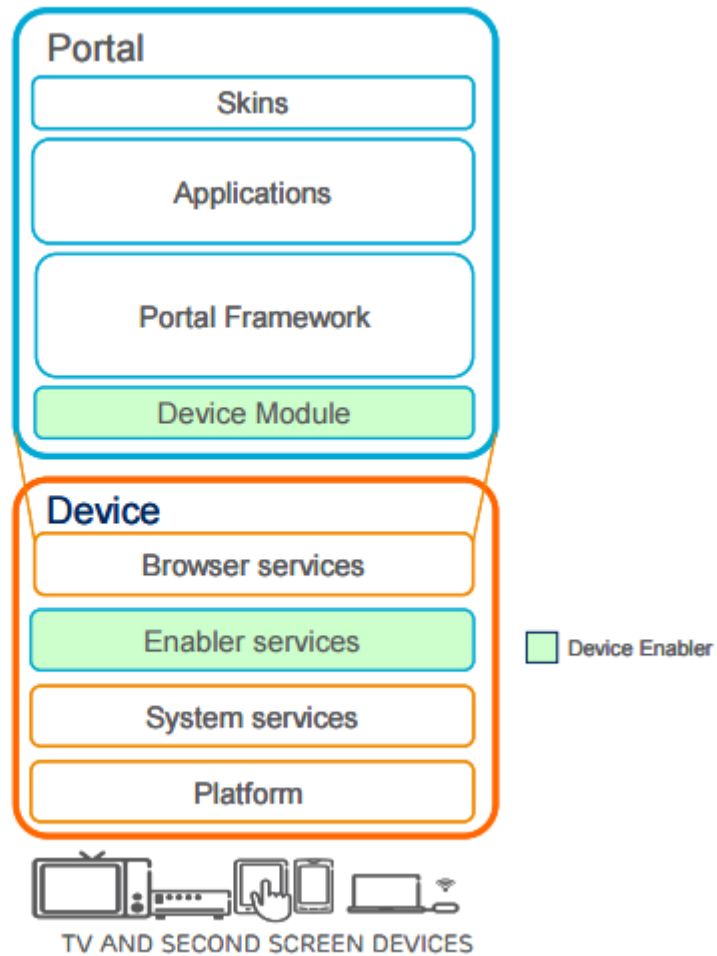 Portal
Skins
Applications
Portal Framework
Device Module
Device
Browser services
Enabler services
Device Enabler
System services
Platform
TV AND SECOND SCREEN DEVICES